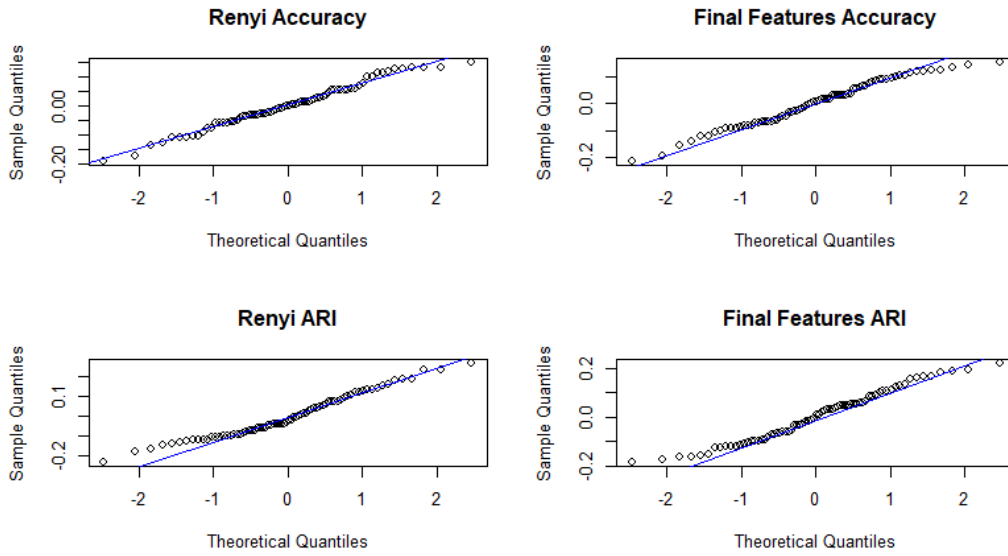 Renyi Accuracy
Sample Quantiles
0.00
-0.20
-2 -1 0 1 2
Theoretical Quantiles
Final Features Accuracy
Sample Quantiles
0.0
-0.2
-2 -1 0 1 2
Theoretical Quantiles
Renyi ARI
Sample Quantiles
0.1
-0.2
-2 -1 0 1 2
Theoretical Quantiles
Final Features ARI
Sample Quantiles
0.2
0.0
-0.2
-2 -1 0 1 2
Theoretical Quantiles